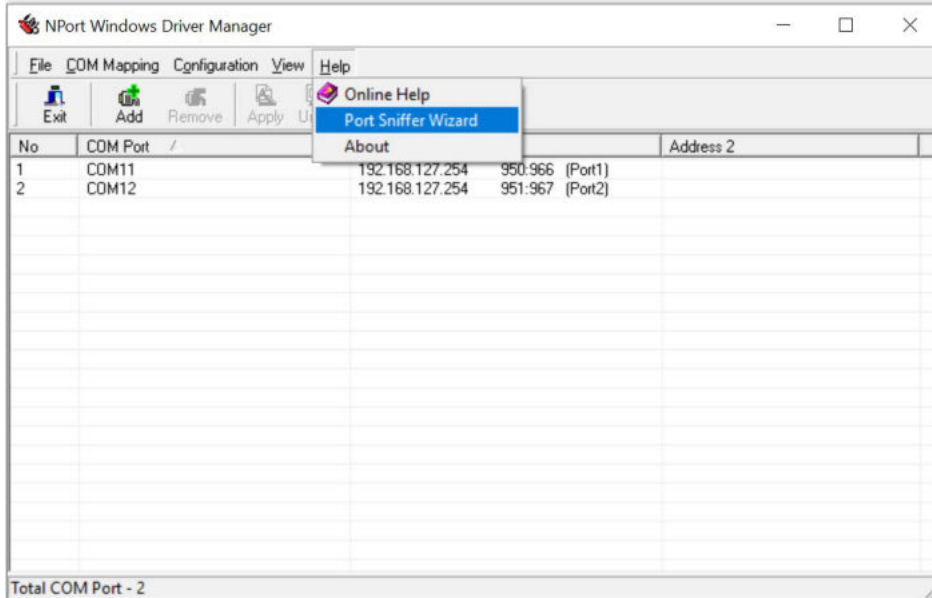 NPort Windows Driver Manager
File COM Mapping Configuration View Help
Exit Add Remove Apply
Online Help
Port Sniffer Wizard
About
No COM Port Address 2
1 COM11 192.168.127.254 950:966 (Port1)
2 COM12 192.168.127.254 951:967 (Port2)
Total COM Port - 2